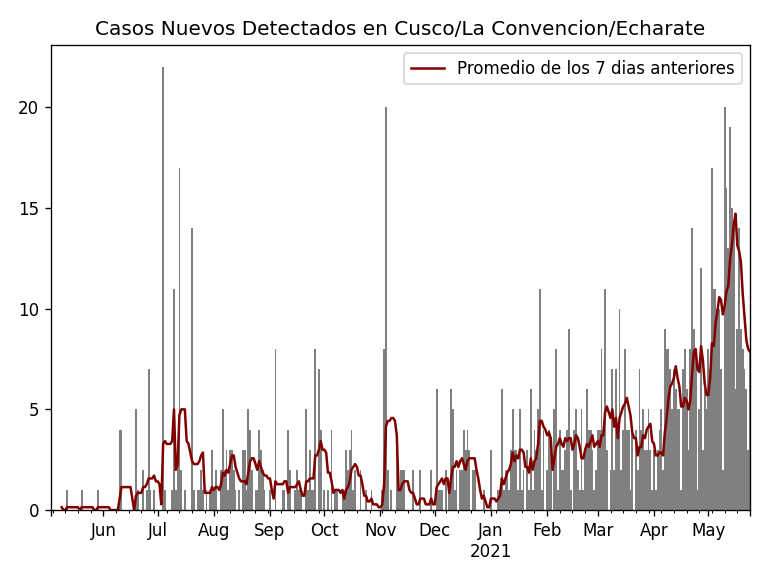 Casos Nuevos Detectados en Cusco/La Convencion/Echarate
Promedio de los 7 dias anteriores
20
15
10
5
0
Jun Jul Aug Sep Oct Nov Dec Jan Feb Mar Apr May
2021